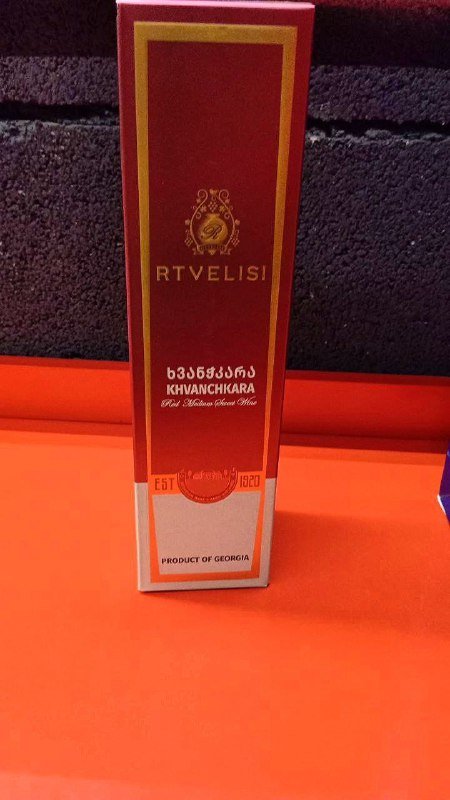 R
RTVELISI
ხვანჭკარა
KHVANCHKARA
Red Medium Sweet Wine
EST 1920
PRODUCT OF GEORGIA